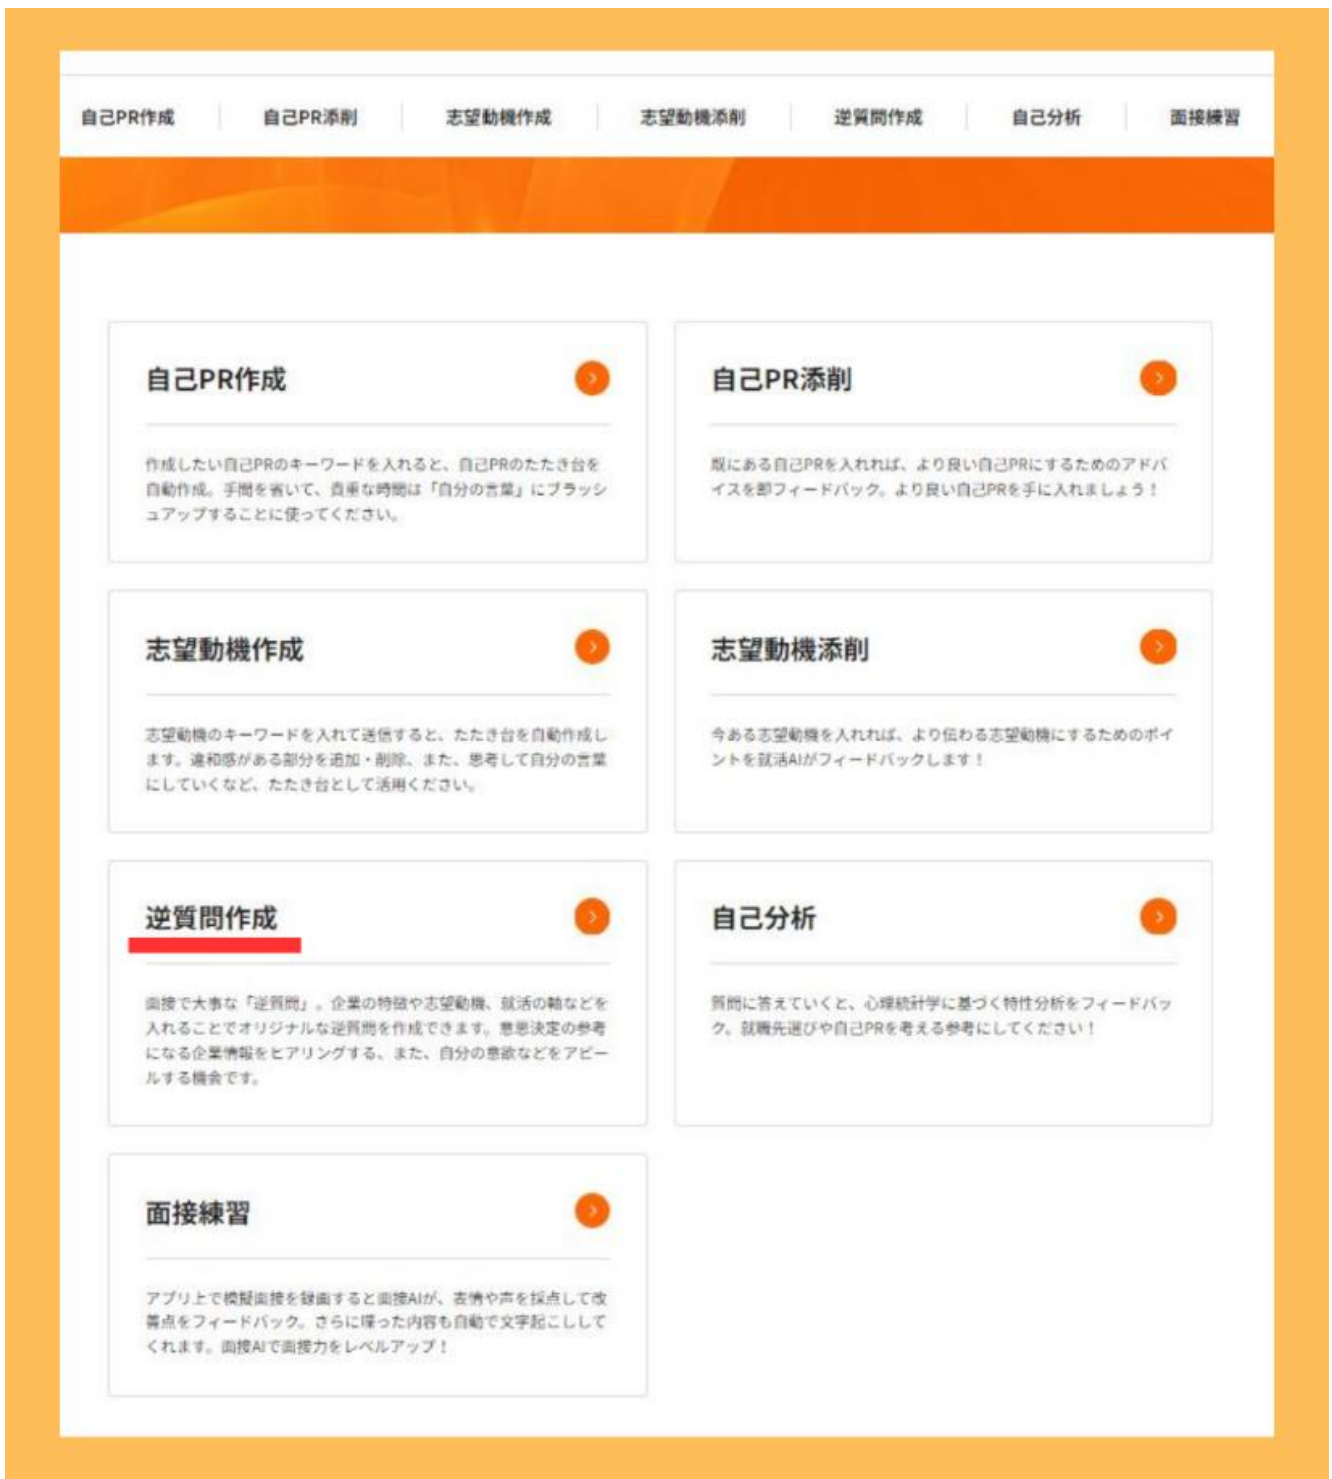 自己PR作成 自己PR添削 志望動機作成 志望動機添削 逆質問作成 自己分析 面接練習
自己PR作成
作成したい自己PRのキーワードを入れると、自己PRのたたき台を
自動作成。手間を省いて、貴重な時間は「自分の言葉」にブラッシ
ュアップすることに使ってください。
自己PR添削
既にある自己PRを入れれば、より良い自己PRにするためのアドバ
イスを即フィードバック。より良い自己PRを手に入れましょう！
志望動機作成
志望動機のキーワードを入れて送信すると、たたき台を自動作成し
ます。違和感がある部分を追加・削除、また、思考して自分の言葉
にしていくなど、たたき台として活用ください。
志望動機添削
今ある志望動機を入れれば、より伝わる志望動機にするためのポイ
ントを就活AIがフィードバックします！
逆質問作成
面接で大事な「逆質問」。企業の特徴や志望動機、就活の軸などを
入れることでオリジナルな逆質問を作成できます。意思決定の参考
になる企業情報をヒアリングする、また、自分の意欲などをアピー
ルする機会です。
自己分析
質問に答えていくと、心理統計学に基づく特性分析をフィードバッ
ク。就職先選びや自己PRを考える参考にしてください！
面接練習
アプリ上で模擬面接を録画すると面接AIが、表情や声を採点して改
善点をフィードバック。さらに喋った内容も自動で文字起こしして
くれます。面接AIで面接力をレベルアップ！